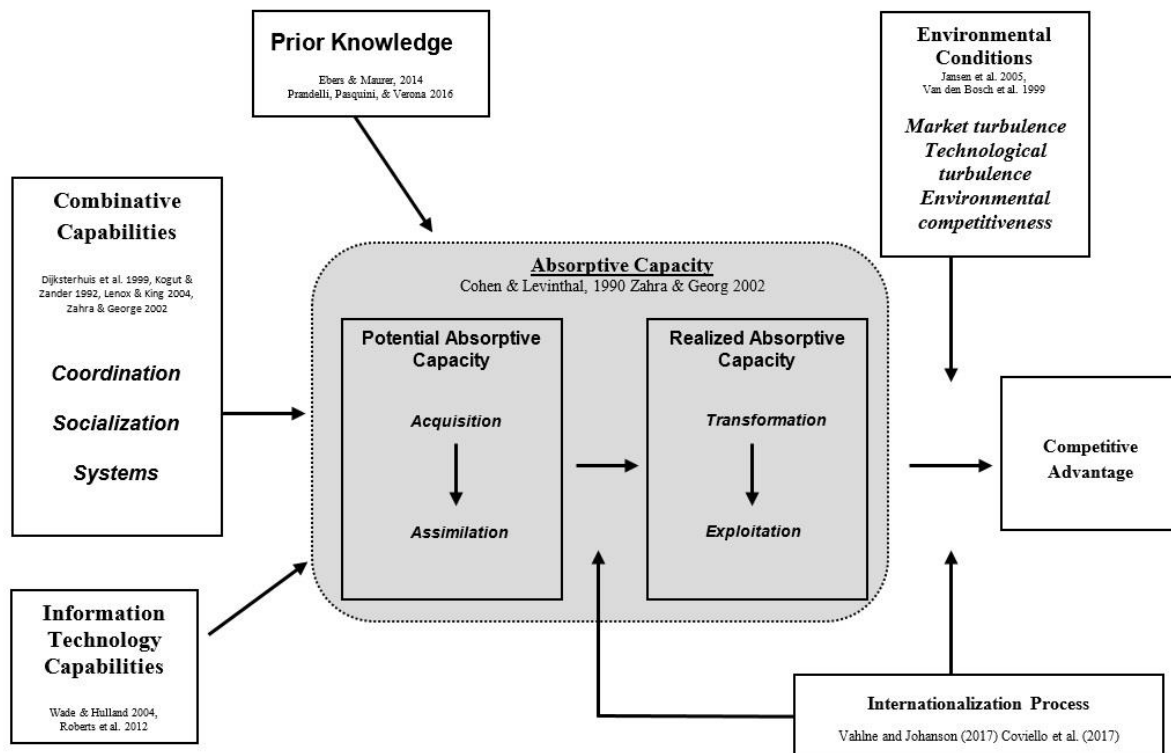 Prior Knowledge
Ebers & Maurer, 2014
Prandelli, Pasquini, & Verona 2016
Environmental
Conditions
Jansen et al. 2005,
Van den Bosch et al. 1999
Market turbulence
Technological
turbulence
Environmental
competitiveness
Combinative
Capabilities
Dijksterhuis et al. 1999, Kogut &
Zander 1992, Lenox & King 2004,
Zahra & George 2002
Coordination
Socialization
Systems
Absorptive Capacity
Cohen & Levinthal, 1990 Zahra & Georg 2002
Potential Absorptive
Capacity
Acquisition
Assimilation
Realized Absorptive
Capacity
Transformation
Exploitation
Competitive
Advantage
Information
Technology
Capabilities
Wade & Hulland 2004,
Roberts et al. 2012
Internationalization Process
Vahlne and Johanson (2017) Coviello et al. (2017)